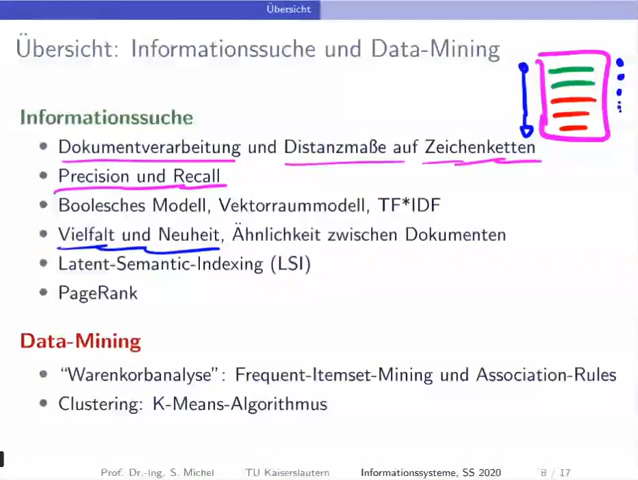 Übersicht
Übersicht: Informationssuche und Data-Mining
Informationssuche
Dokumentverarbeitung und Distanzmaße auf Zeichenketten
Precision und Recall
Boolesches Modell, Vektorraummodell, TF*IDF
Vielfalt und Neuheit, Ähnlichkeit zwischen Dokumenten
Latent-Semantic-Indexing (LSI)
PageRank
Data-Mining
“Warenkorbanalyse”: Frequent-Itemset-Mining und Association-Rules
Clustering: K-Means-Algorithmus
Prof. Dr.-Ing. S. Michel TU Kaiserslautern Informationssysteme, SS 2020 8 / 17